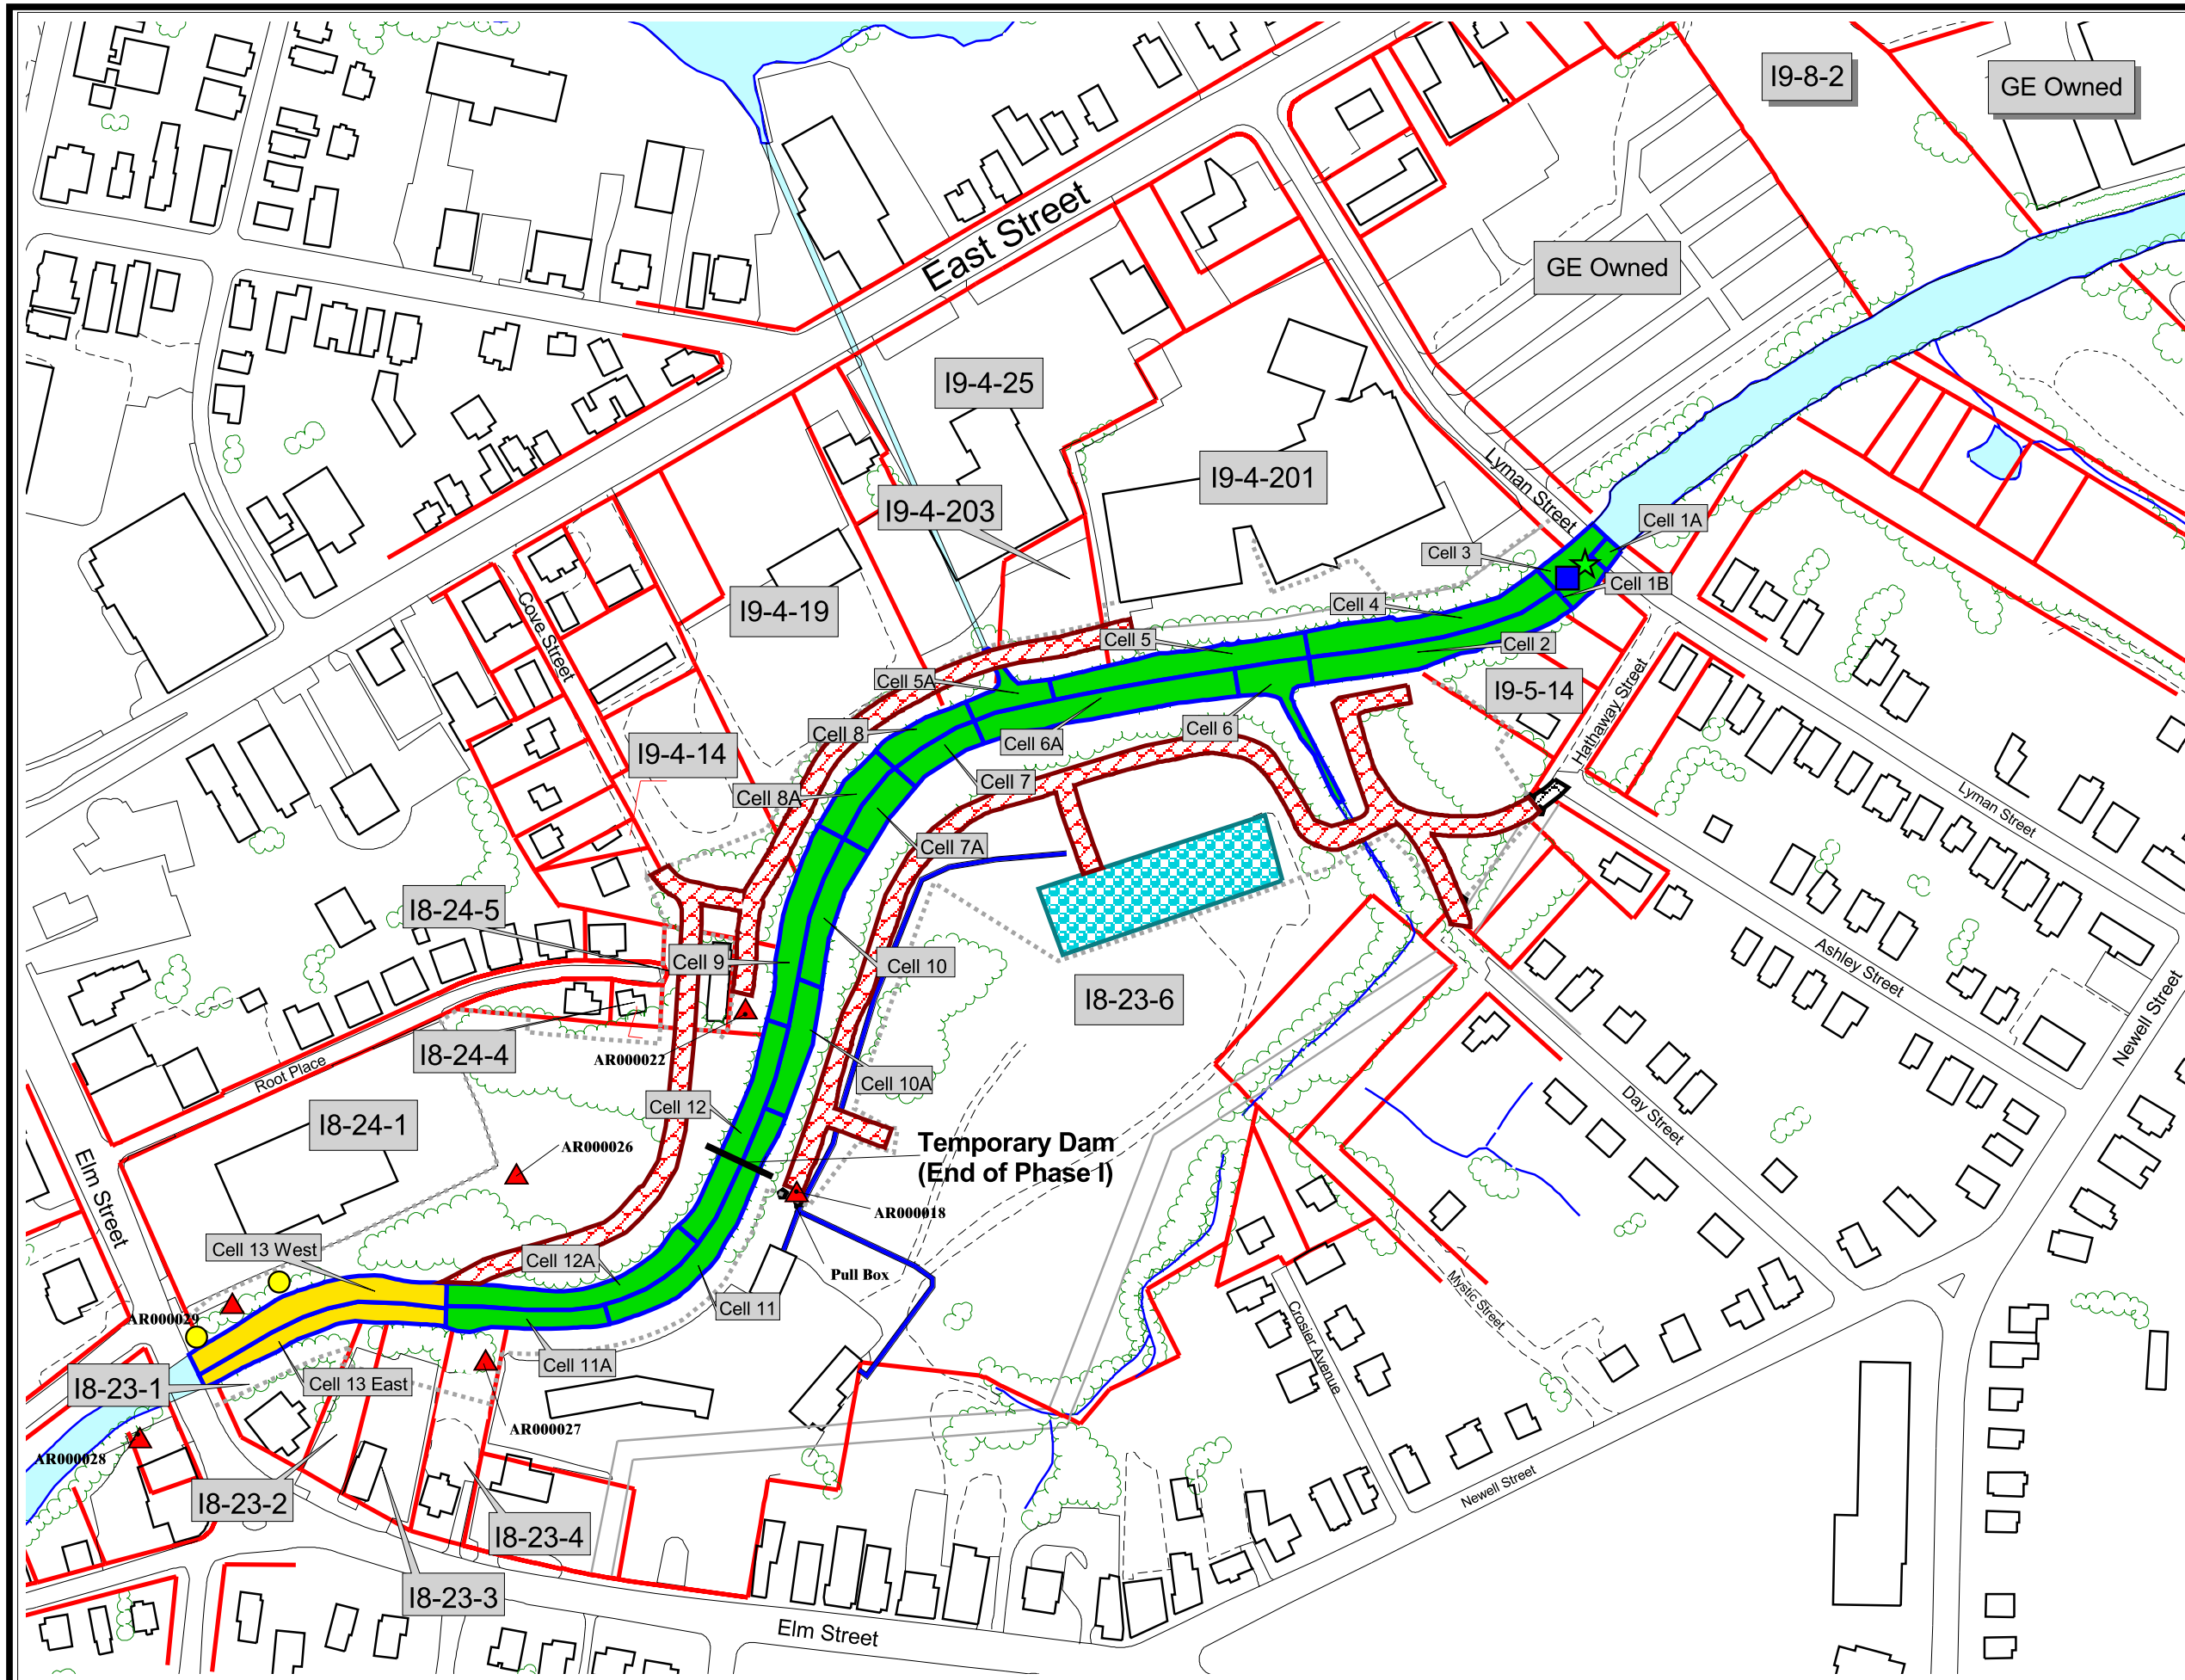 I9-8-2
GE Owned
East Street
GE Owned
I9-4-25
I9-4-201
Lyman Street
I9-4-203
Cell 1A
Cell 3
Cell 1B
Cove Street
I9-4-19
Cell 4
Cell 5
Cell 2
Cell 5A
I9-5-14
Hathaway Street
Cell 8
Cell 6
Cell 6A
I9-4-14
Cell 7
Cell 8A
Lyman Street
Cell 7A
I8-24-5
Cell 9
Cell 10
Ashley Street
I8-23-6
Newell Street
I8-24-4
AR000022
Root Place
Cell 10A
Cell 12
Day Street
I8-24-1
AR000026
Temporary Dam
(End of Phase I)
Elm Street
AR000018
Cell 13 West
Cell 12A
Pull Box
Mystic Street
Cell 11
AR000029
Crosier Avenue
Cell 11A
I8-23-1
Cell 13 East
AR000027
AR000028
I8-23-2
Newell Street
I8-23-4
I8-23-3
Elm Street